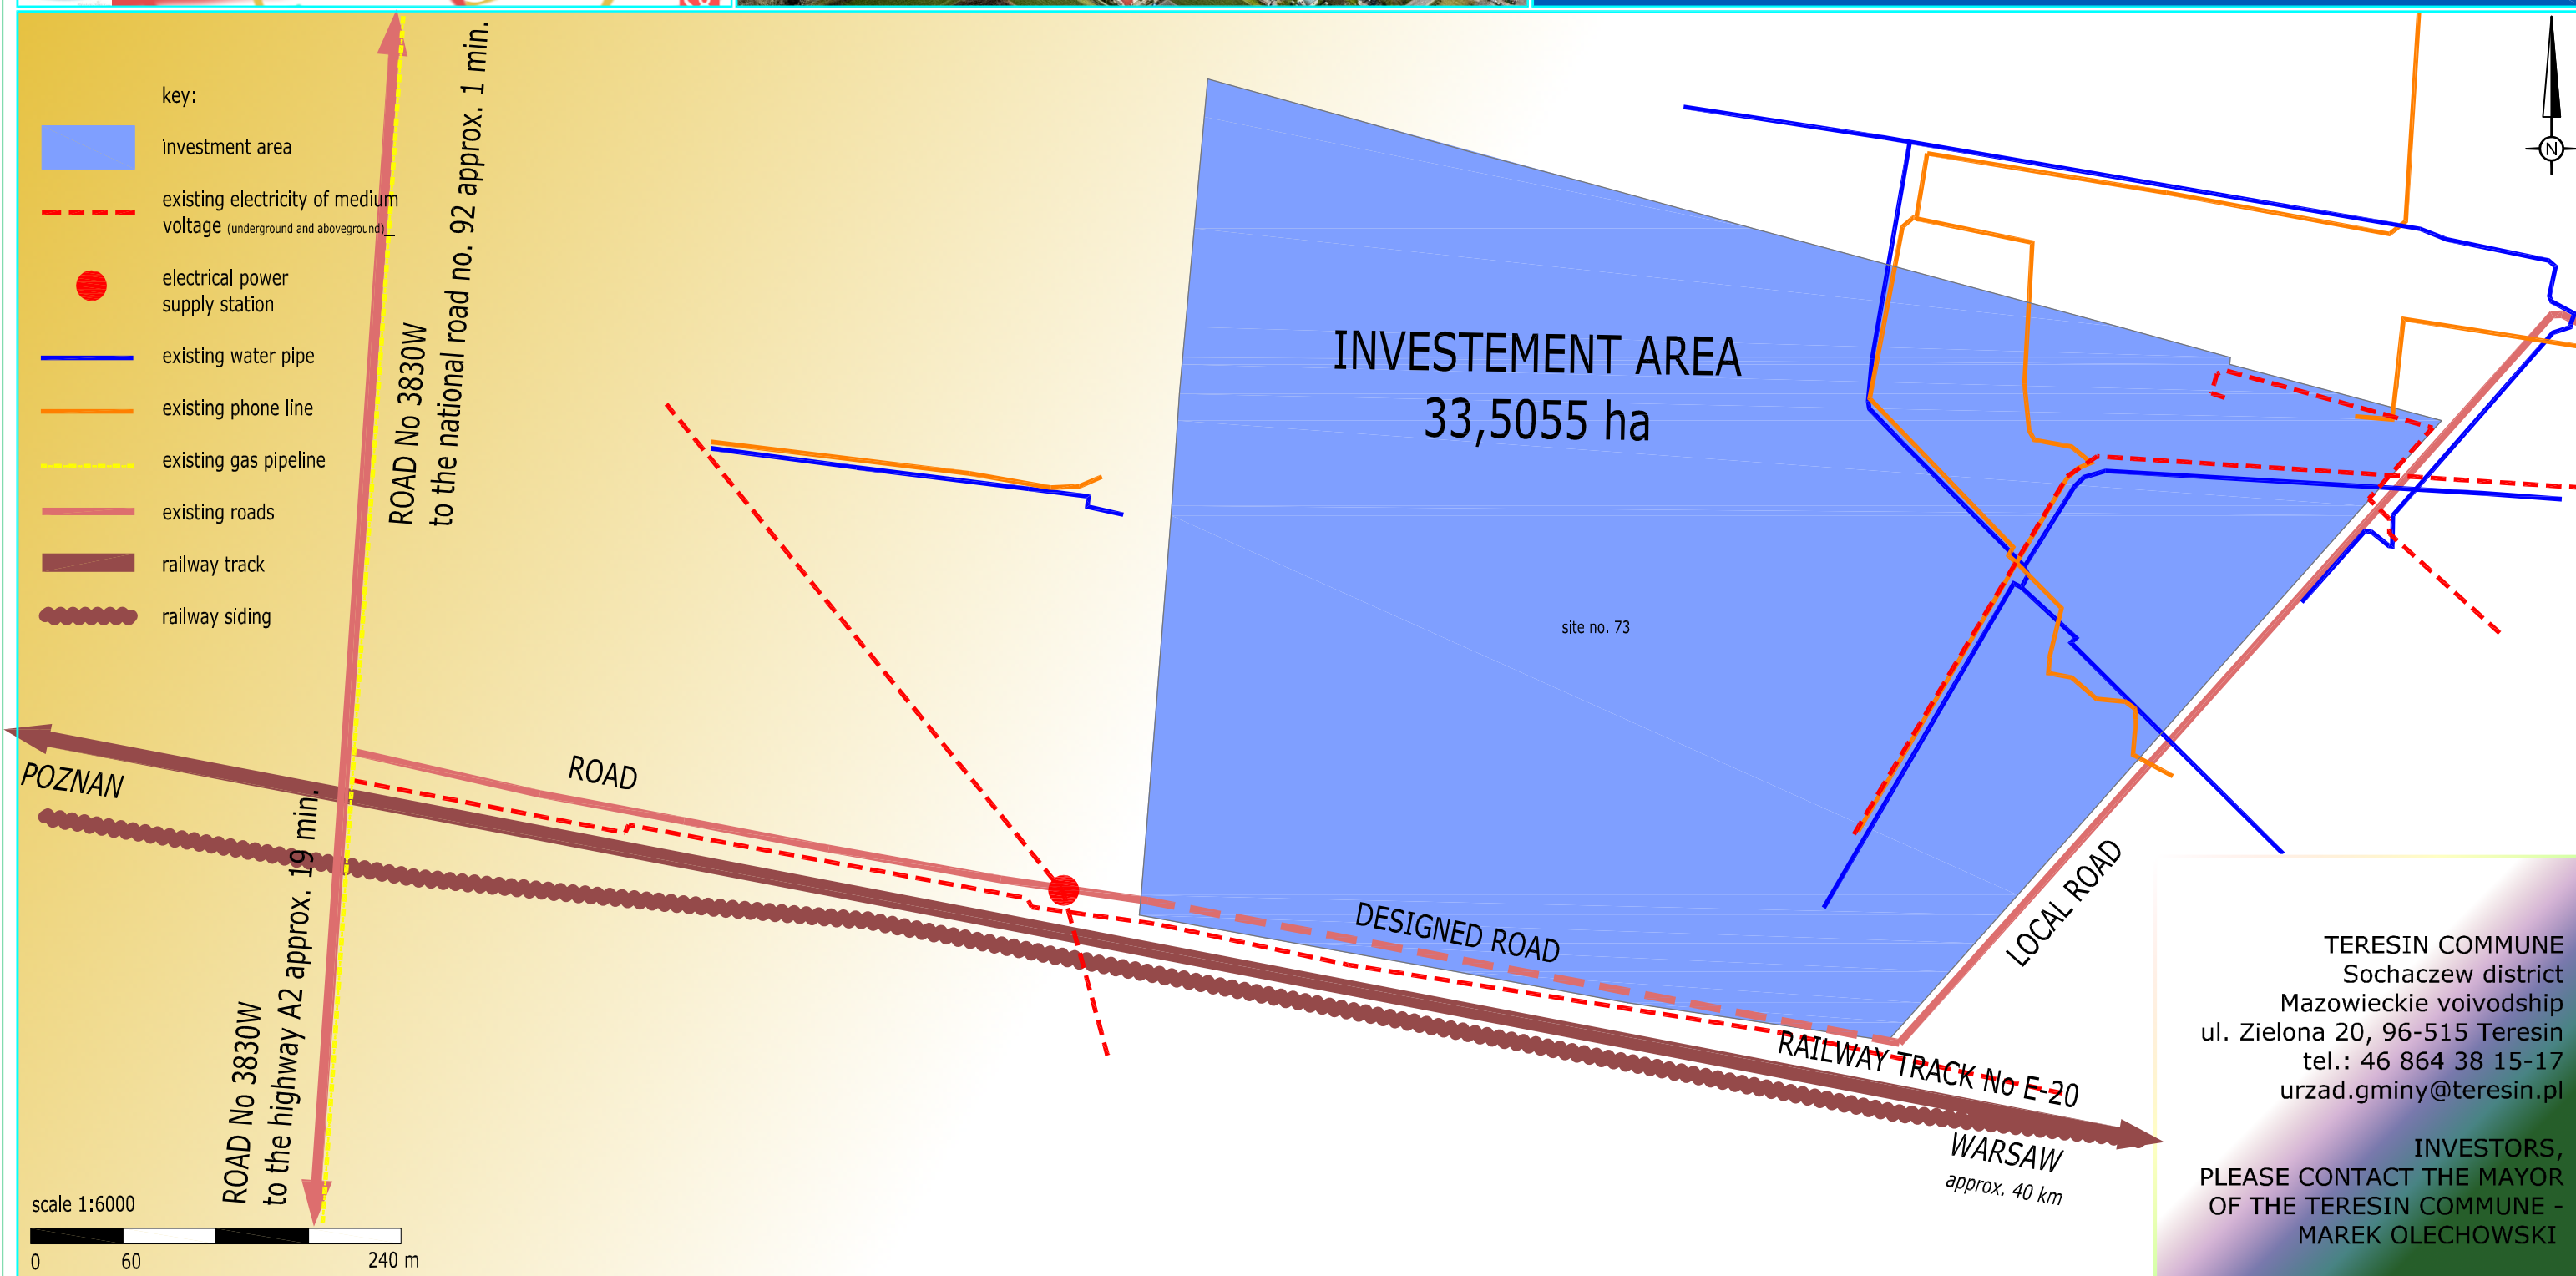 key:
investment area
existing electricity of medium
voltage (underground and aboveground)_
electrical power
supply station
existing water pipe
existing phone line
existing gas pipeline
existing roads
railway track
railway siding
ROAD No 3830W
to the national road no. 92 approx. 1 min.
N
INVESTEMENT AREA
33,5055 ha
site no. 73
POZNAN
ROAD
DESIGNED ROAD
LOCAL ROAD
RAILWAY TRACK No E-20
WARSAW
approx. 40 km
ROAD No 3830W
to the highway A2 approx. 19 min.
scale 1:6000
0 60 240 m
TERESIN COMMUNE
Sochaczew district
Mazowieckie voivodship
ul. Zielona 20, 96-515 Teresin
tel.: 46 864 38 15-17
urzad.gminy@teresin.pl
INVESTORS,
PLEASE CONTACT THE MAYOR
OF THE TERESIN COMMUNE -
MAREK OLECHOWSKI